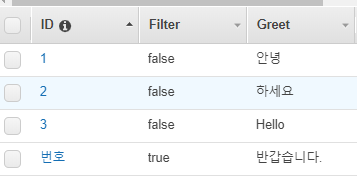 ID Filter Greet
1 false 안녕
2 false 하세요
3 false Hello
번호 true 반갑습니다.